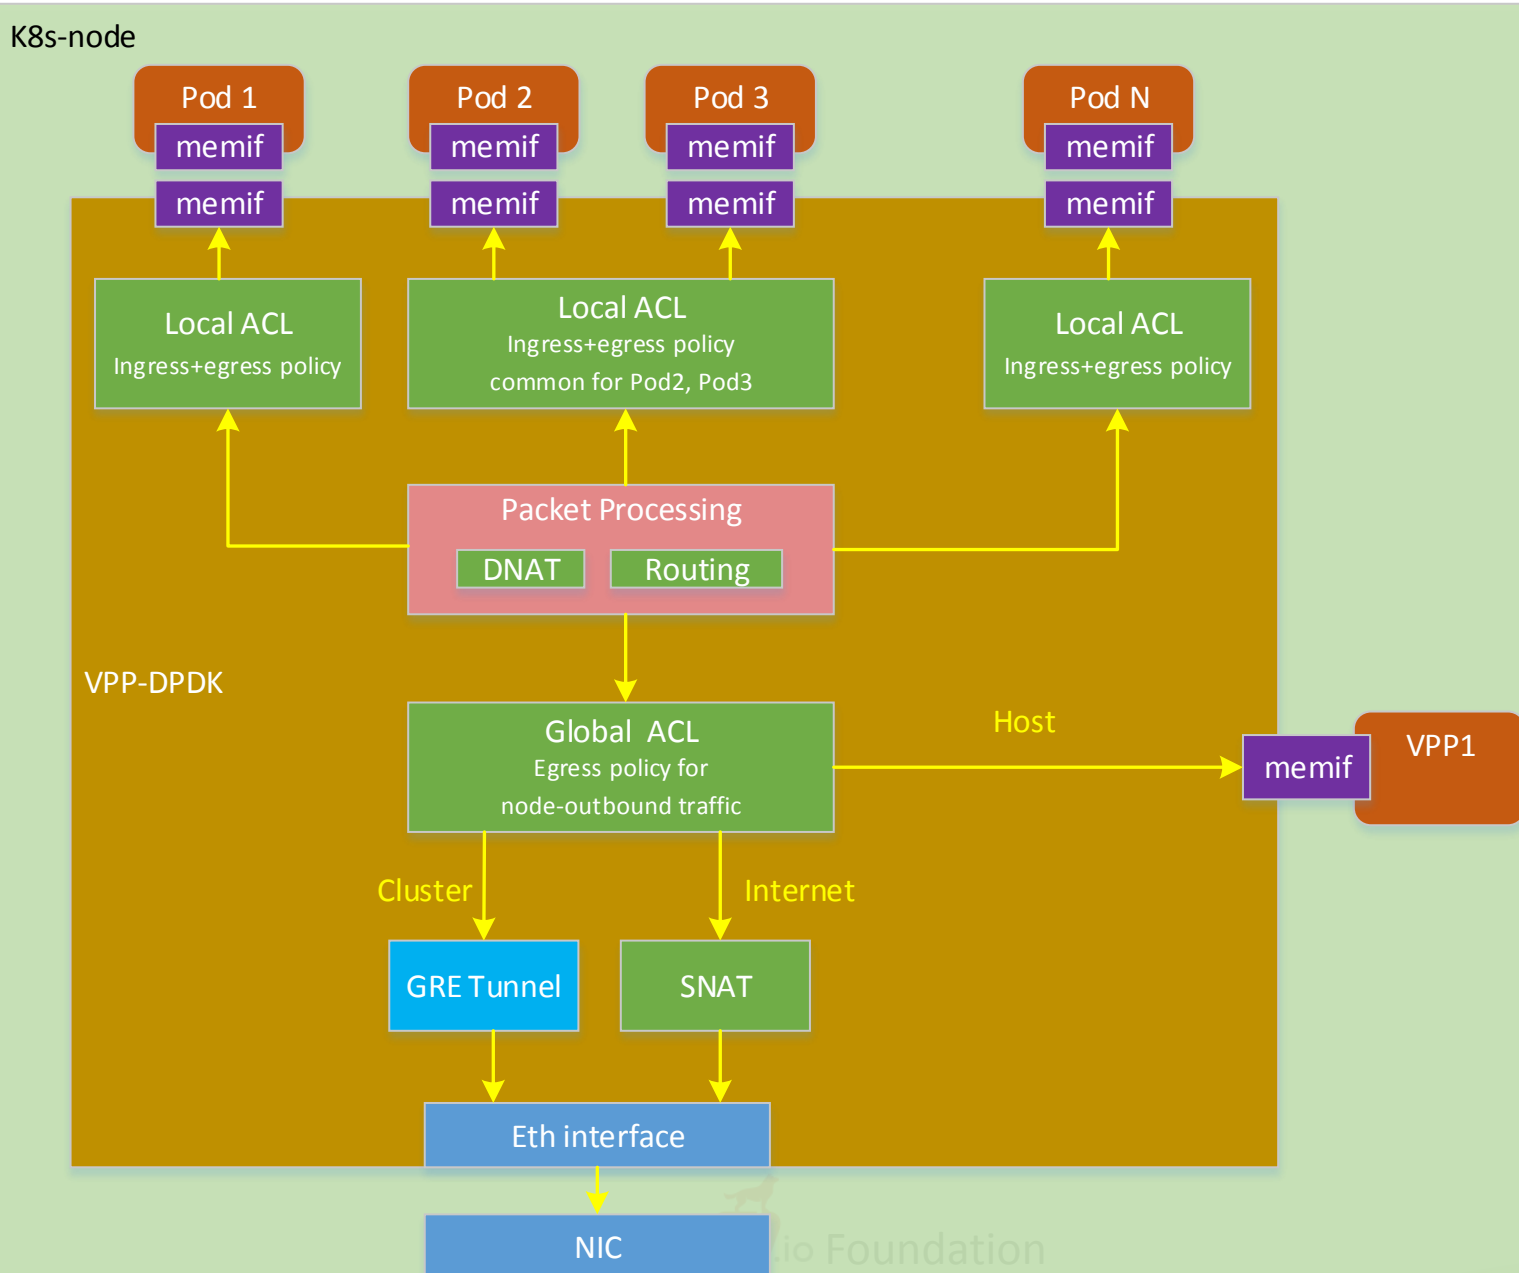 K8s-node
Pod 1
Pod 2
Pod 3
Pod N
memif
memif
memif
memif
memif
memif
memif
memif
Local ACL
Ingress+egress policy
Local ACL
Ingress+egress policy
common for Pod2, Pod3
Local ACL
Ingress+egress policy
Packet Processing
DNAT
Routing
VPP-DPDK
Global ACL
Egress policy for
node-outbound traffic
Host
memif
VPP1
Cluster
Internet
GRE Tunnel
SNAT
Eth interface
NIC
.io Foundation